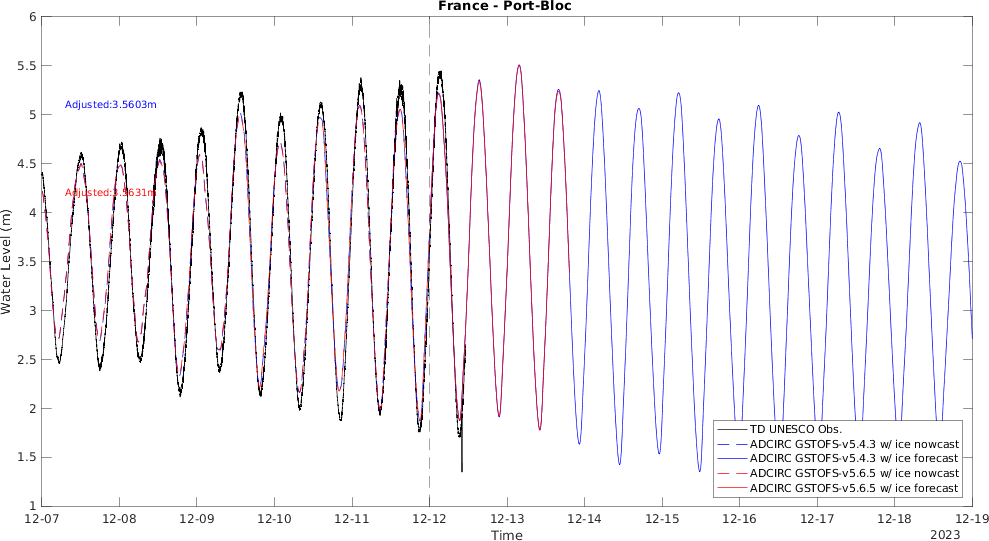 France - Port-Bloc
6
5.5
5
4.5
4
3.5
3
2.5
2
1.5
1
Water Level (m)
Adjusted:3.5603m
Adjusted:3.5631m
TD UNESCO Obs.
ADCIRC GSTOFS-v5.4.3 w/ ice nowcast
ADCIRC GSTOFS-v5.4.3 w/ ice forecast
ADCIRC GSTOFS-v5.6.5 w/ ice nowcast
ADCIRC GSTOFS-v5.6.5 w/ ice forecast
12-07 12-08 12-09 12-10 12-11 12-12 12-13 12-14 12-15 12-16 12-17 12-18 12-19
Time
2023